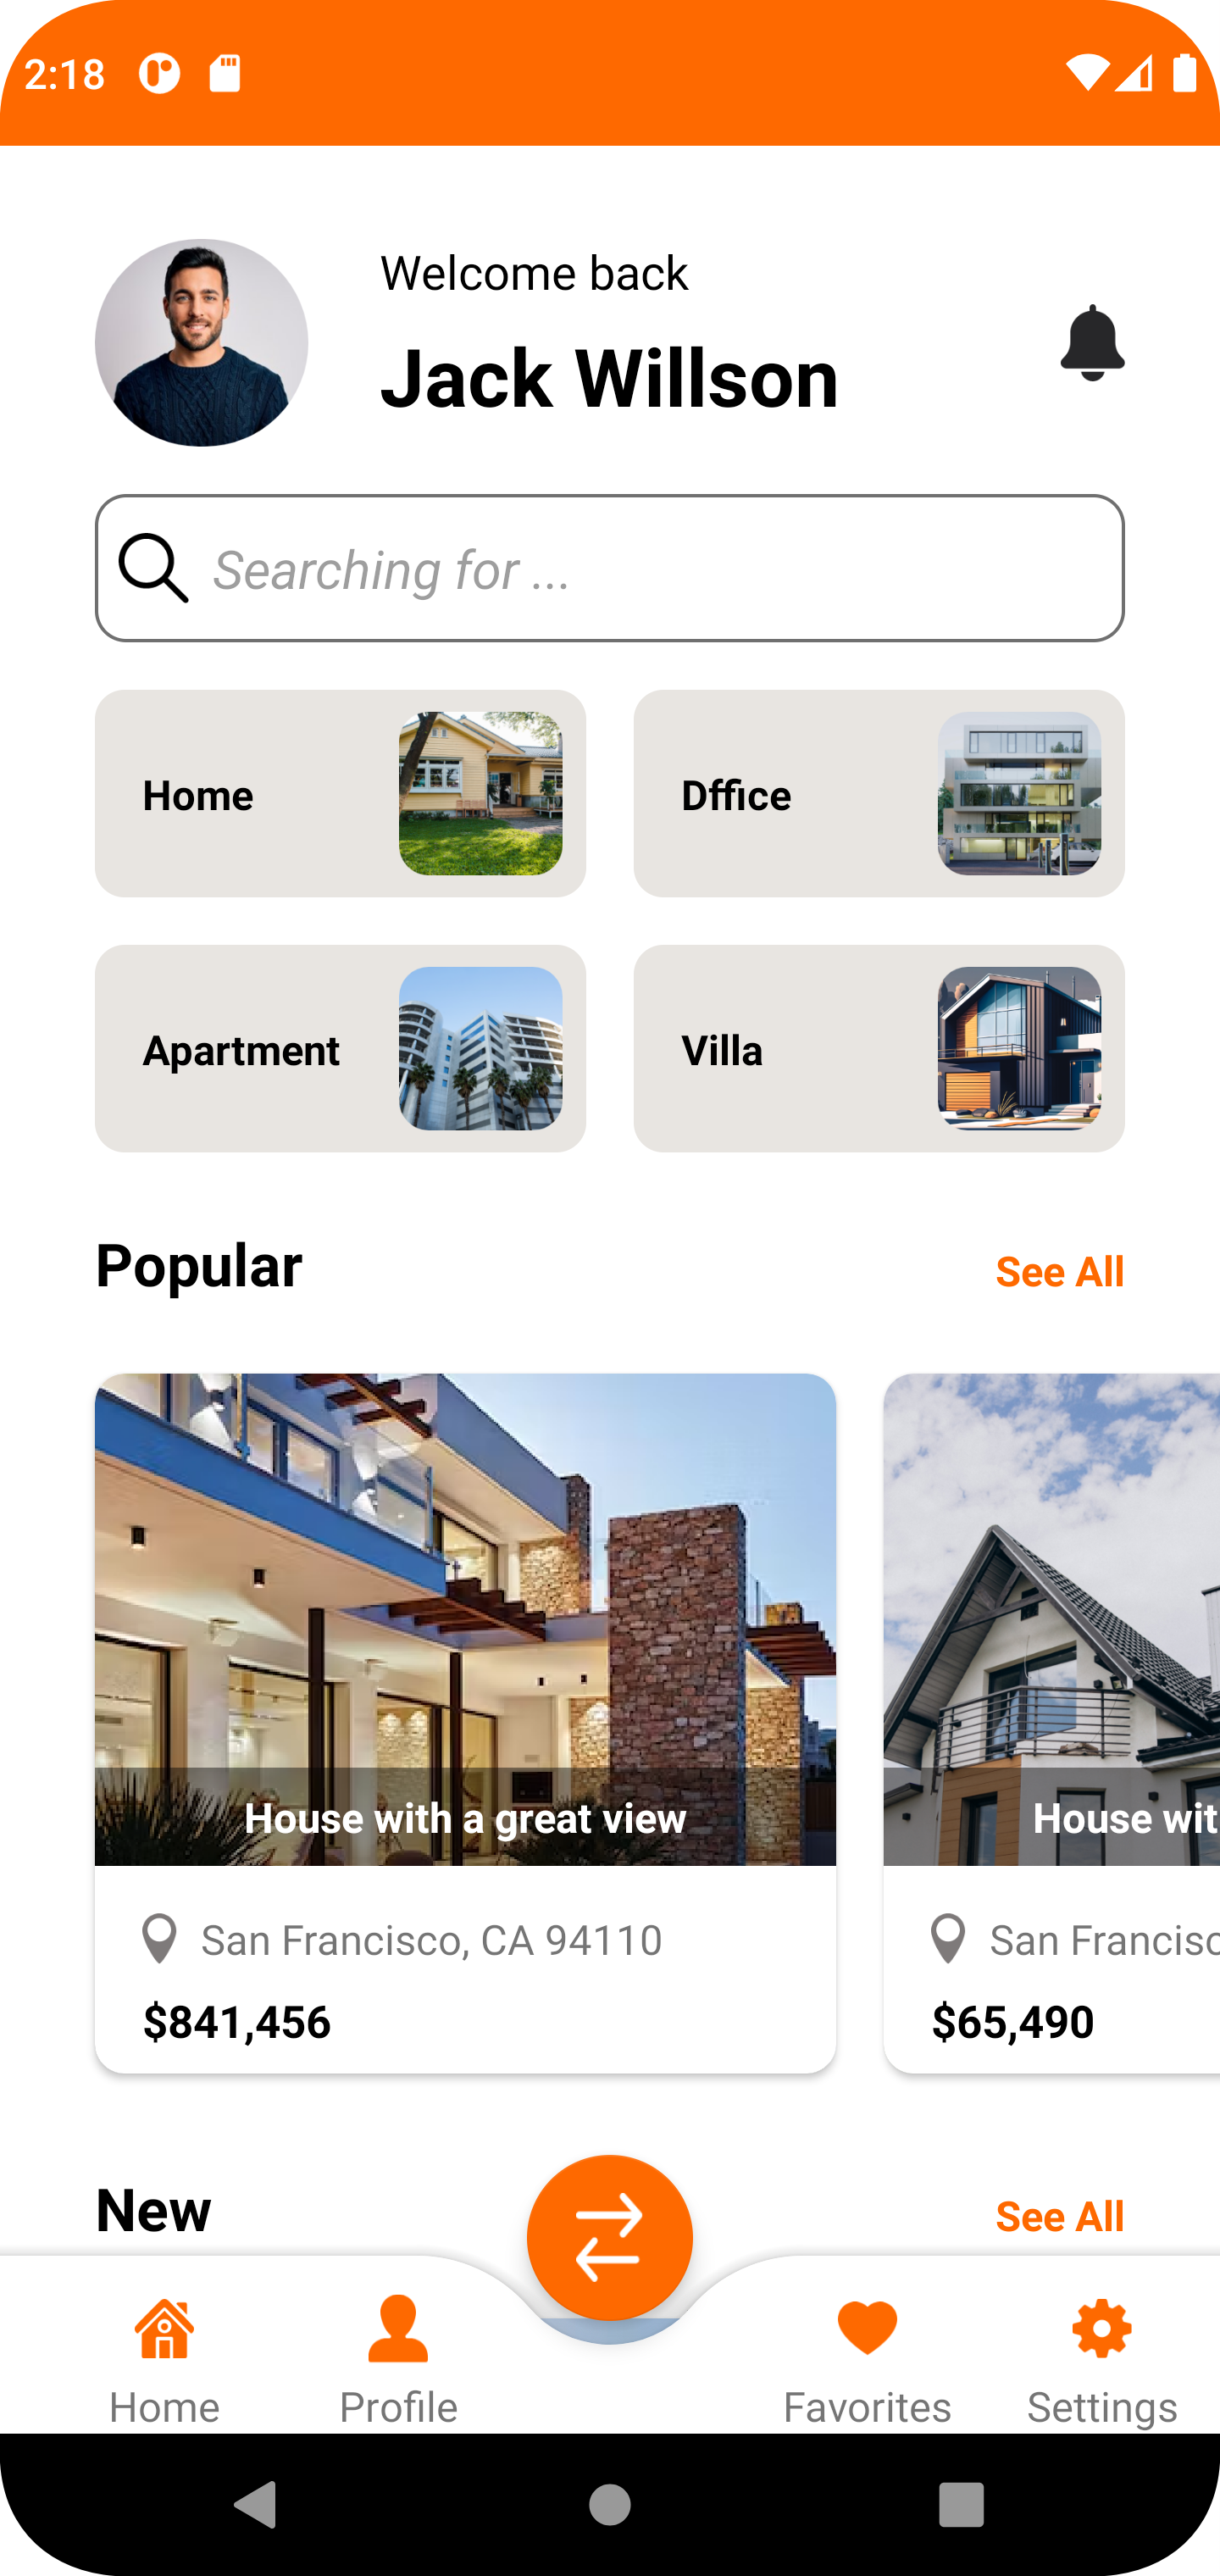 2:18
Welcome back
Jack Willson
Searching for ...
Home
Dffice
Apartment
Villa
Popular
See All
House with a great view
House wit
San Francisco, CA 94110
San Francisc
$841,456
$65,490
New
See All
Home
Profile
Favorites
Settings